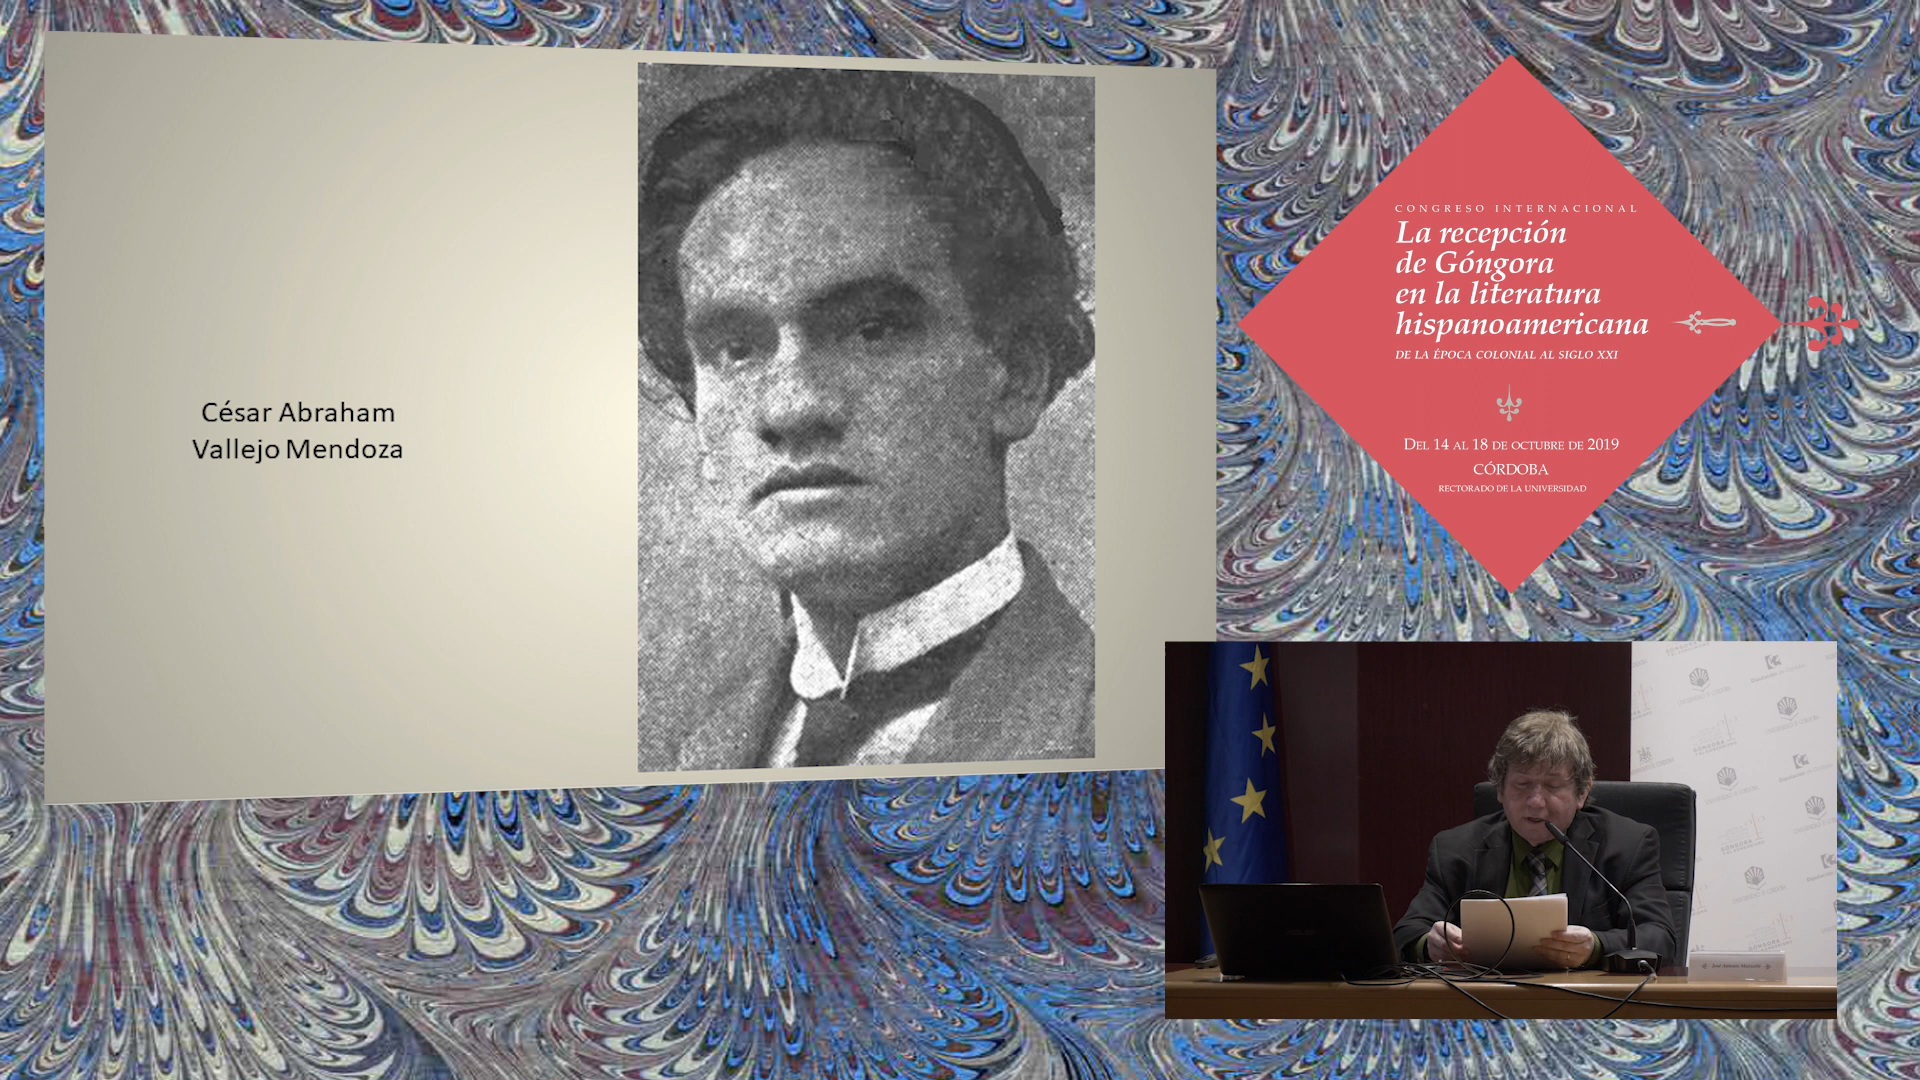 César Abraham
Vallejo Mendoza
CONGRESO INTERNACIONAL
La recepción
de Góngora
en la literatura
hispanoamericana
DE LA ÉPOCA COLONIAL AL SIGLO XXI
DEL 14 AL 18 DE OCTUBRE DE 2019
CÓRDOBA
RECTORADO DE LA UNIVERSIDAD